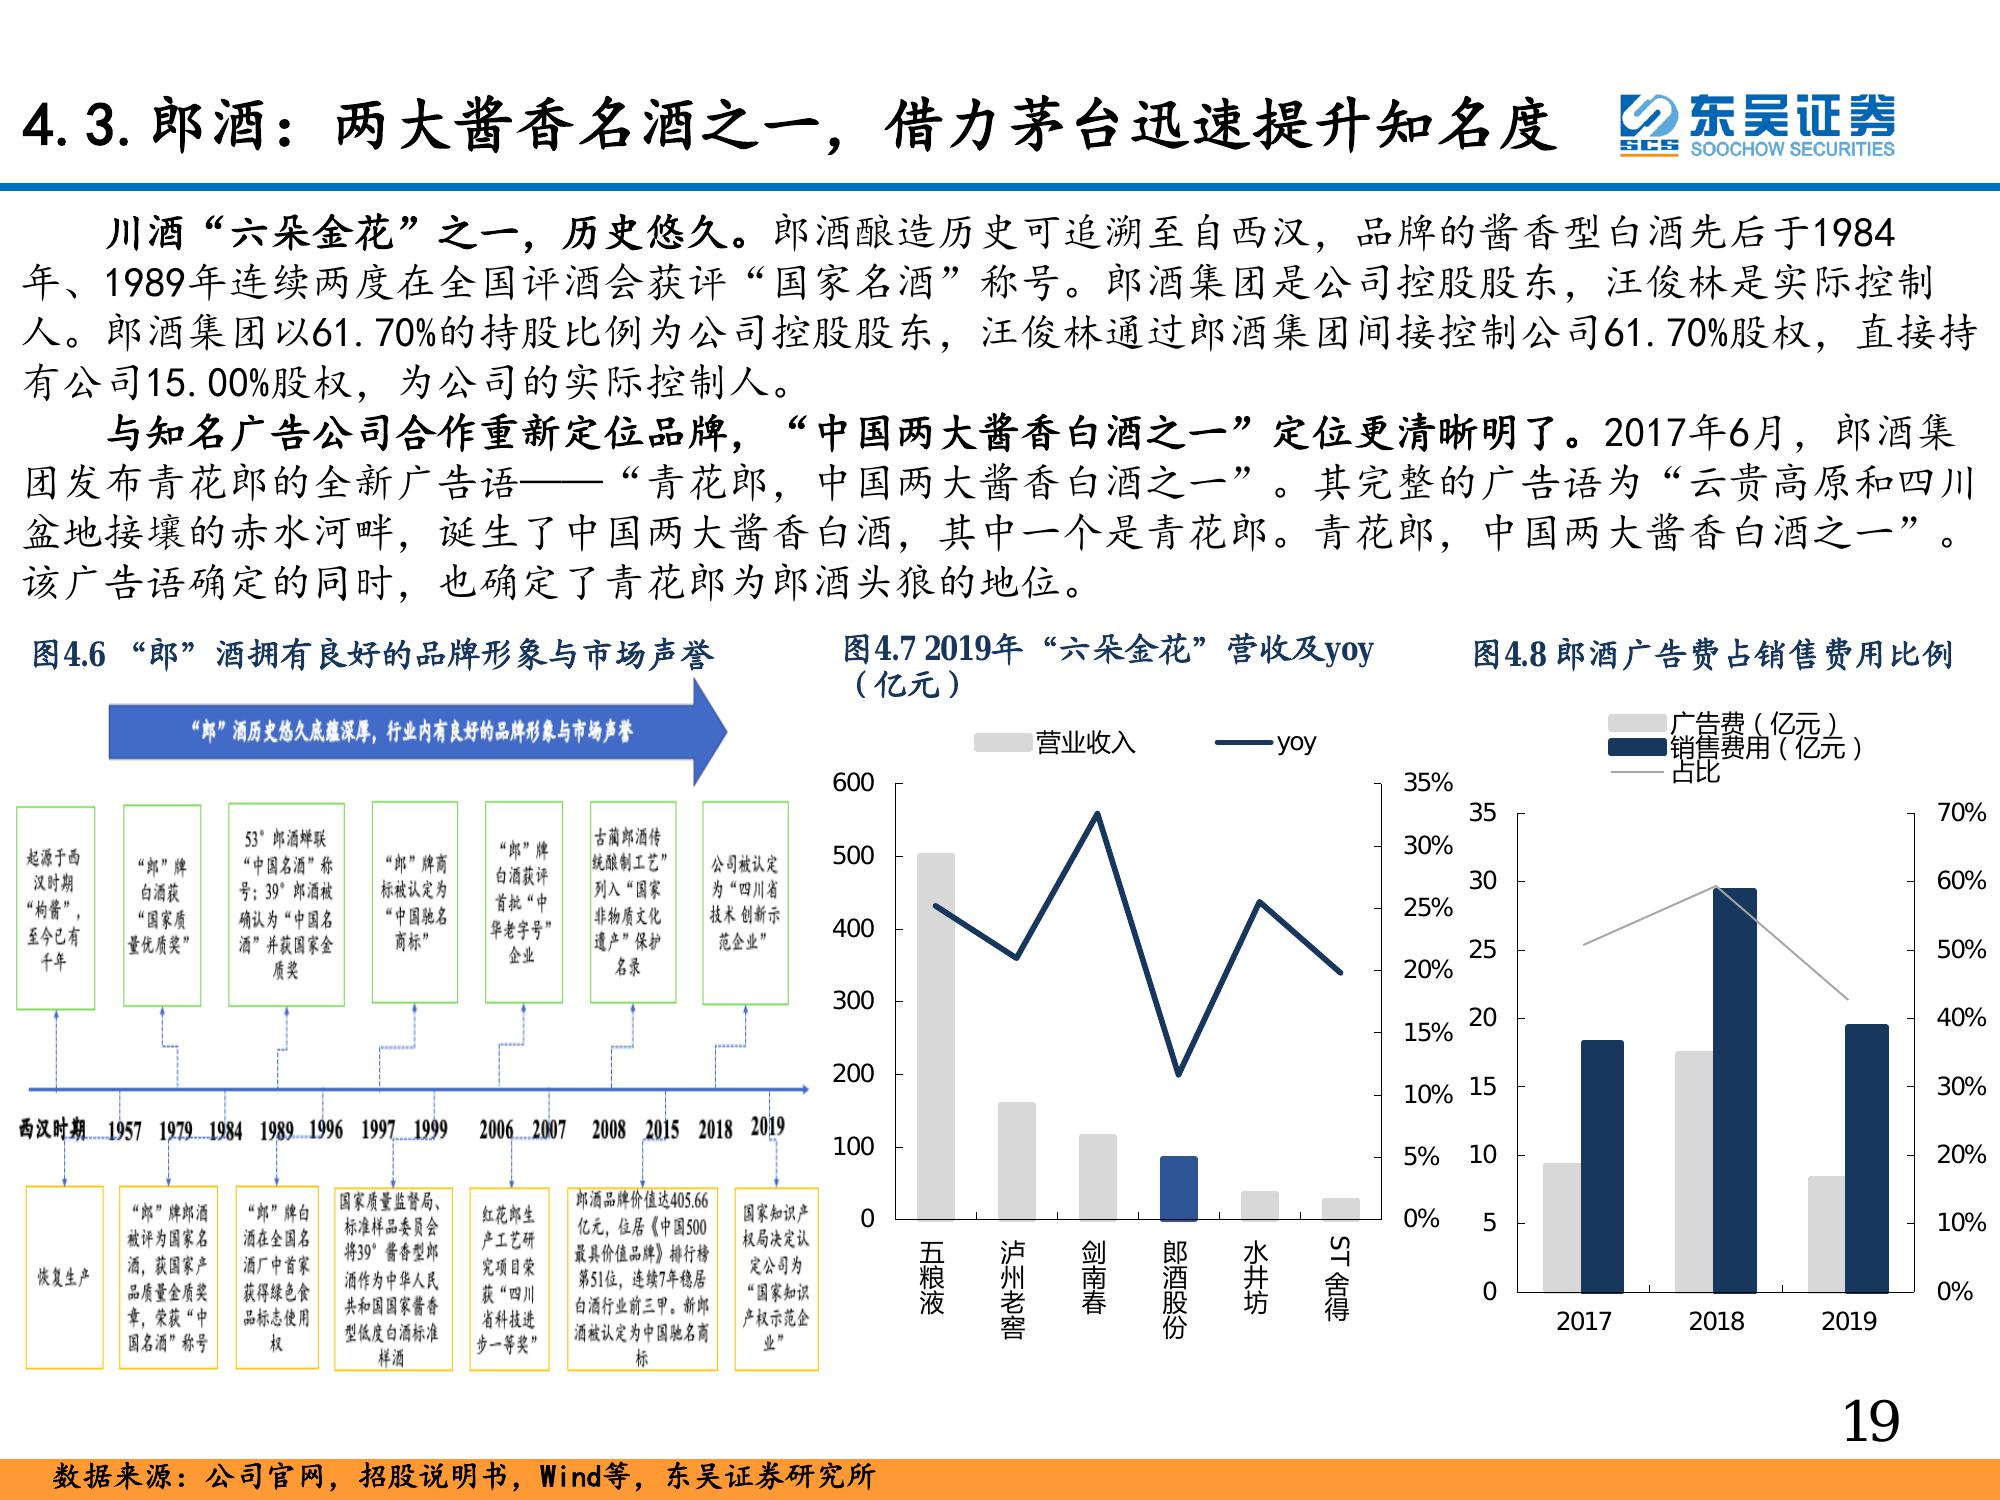 4.3.郎酒：两大酱香名酒之一，借力茅台迅速提升知名度
东吴证券
SCS SOOCHOW SECURITIES
川酒“六朵金花”之一，历史悠久。郎酒酿造历史可追溯至自西汉，品牌的酱香型白酒先后于1984
年、1989年连续两度在全国评酒会获评“国家名酒”称号。郎酒集团是公司控股股东，汪俊林是实际控制
人。郎酒集团以61.70%的持股比例为公司控股股东，汪俊林通过郎酒集团间接控制公司61.70%股权，直接持
有公司15.00%股权，为公司的实际控制人。
与知名广告公司合作重新定位品牌，“中国两大酱香白酒之一”定位更清晰明了。2017年6月，郎酒集
团发布青花郎的全新广告语——“青花郎，中国两大酱香白酒之一”。其完整的广告语为“云贵高原和四川
盆地接壤的赤水河畔，诞生了中国两大酱香白酒，其中一个是青花郎。青花郎，中国两大酱香白酒之一”。
该广告语确定的同时，也确定了青花郎为郎酒头狼的地位。
图4.6 “郎”酒拥有良好的品牌形象与市场声誉
“郎”酒历史悠久底蕴深厚，行业内有良好的品牌形象与市场声誉
起源于西
汉时期
“枸酱”，
至今已有
千年
“郎”牌
白酒获
“国家质
量优质奖”
53°郎酒蝉联
“中国名酒”称
号；39°郎酒被
确认为“中国名
酒”并获国家金
质奖
“郎”牌商
标被认定为
“中国驰名
商标”
“郎”牌
白酒获评
首批“中
华老字号”
企业
古蔺郎酒传
统酿制工艺”
列入“国家
非物质文化
遗产”保护
名录
公司被认定
为“四川省
技术创新示
范企业”
西汉时期 1957 1979 1984 1989 1996 1997 1999 2006 2007 2008 2015 2018 2019
恢复生产
“郎”牌郎酒
被评为国家名
酒，获国家产
品质量金质奖
章，荣获“中
国名酒”称号
“郎”牌白
酒在全国名
酒厂中首家
获得绿色食
品标志使用
权
国家质量监督局、
标准样品委员会
将39°酱香型郎
酒作为中华人民
共和国国家酱香
型低度白酒标准
样酒
红花郎生
产工艺研
究项目荣
获“四川
省科技进
步一等奖”
郎酒品牌价值达405.66
亿元，位居《中国500
最具价值品牌》排行榜
第51位，连续7年稳居
白酒行业前三甲。新郎
酒被认定为中国驰名商
标
国家知识产
权局决定认
定公司为
“国家知识
产权示范企
业”
图4.7 2019年“六朵金花”营收及yoy
（亿元）
营业收入 yoy
600
500
400
300
200
100
0
35%
30%
25%
20%
15%
10%
5%
0%
五粮液
泸州老窖
剑南春
郎酒股份
水井坊
ST舍得
图4.8 郎酒广告费占销售费用比例
广告费（亿元）
销售费用（亿元）
占比
35
30
25
20
15
10
5
0
70%
60%
50%
40%
30%
20%
10%
0%
2017 2018 2019
19
数据来源：公司官网，招股说明书，Wind等，东吴证券研究所